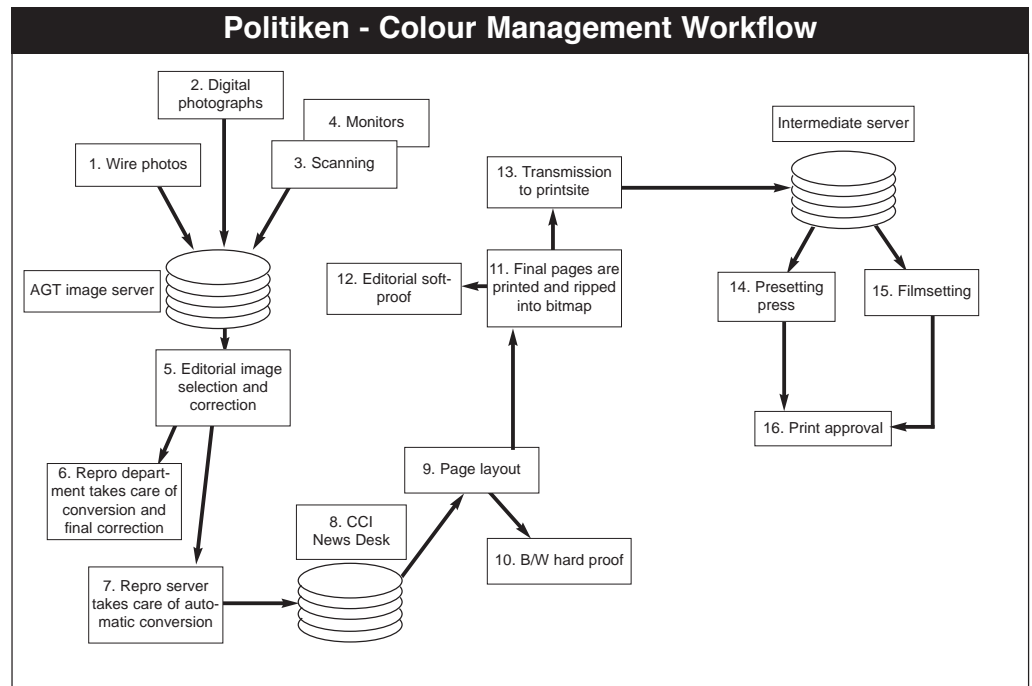 Politiken - Colour Management Workflow
2. Digital
photographs
4. Monitors
1. Wire photos
3. Scanning
AGT image server
5. Editorial image
selection and
correction
6. Repro depart-
ment takes care of
conversion and
final correction
7. Repro server
takes care of auto-
matic conversion
8. CCI
News Desk
9. Page layout
10. B/W hard proof
11. Final pages are
printed and ripped
into bitmap
12. Editorial soft-
proof
13. Transmission
to printsite
Intermediate server
14. Presetting
press
15. Filmsetting
16. Print approval